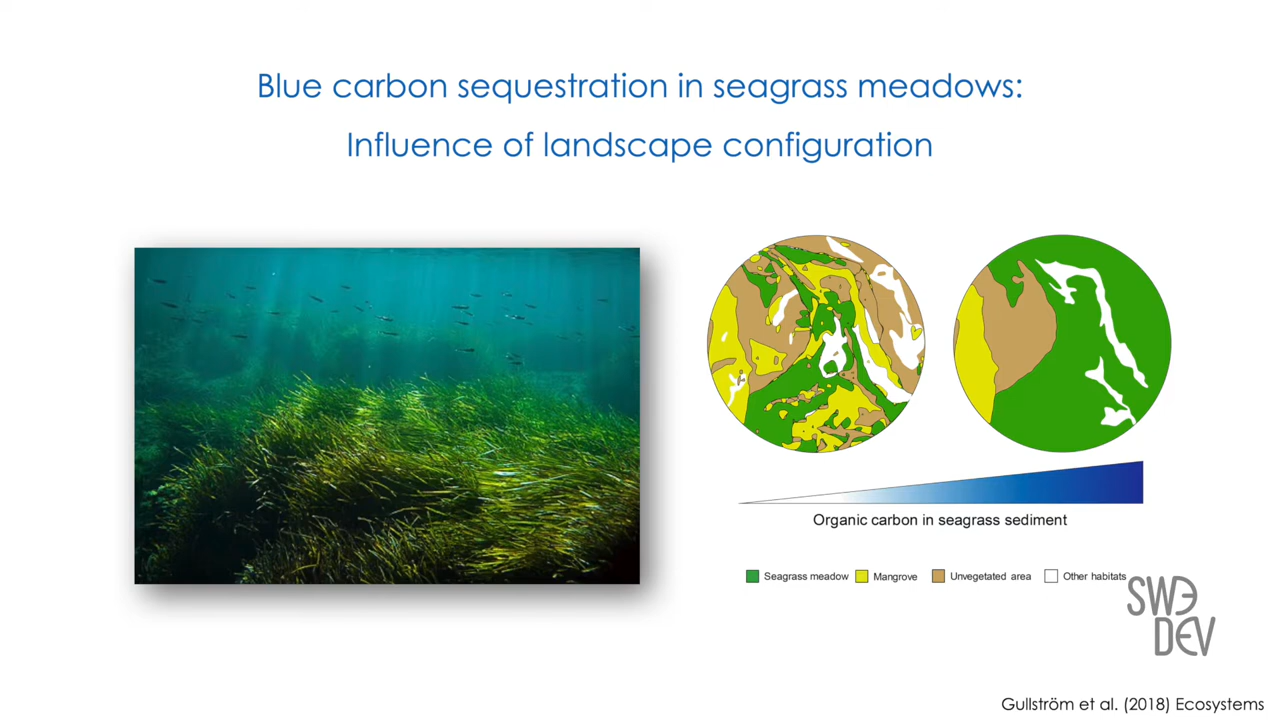 Blue carbon sequestration in seagrass meadows:
Influence of landscape configuration
Organic carbon in seagrass sediment
Seagrass meadow Mangrove Unvegetated area Other habitats
SWE
DEV
Gullström et al. (2018) Ecosystems